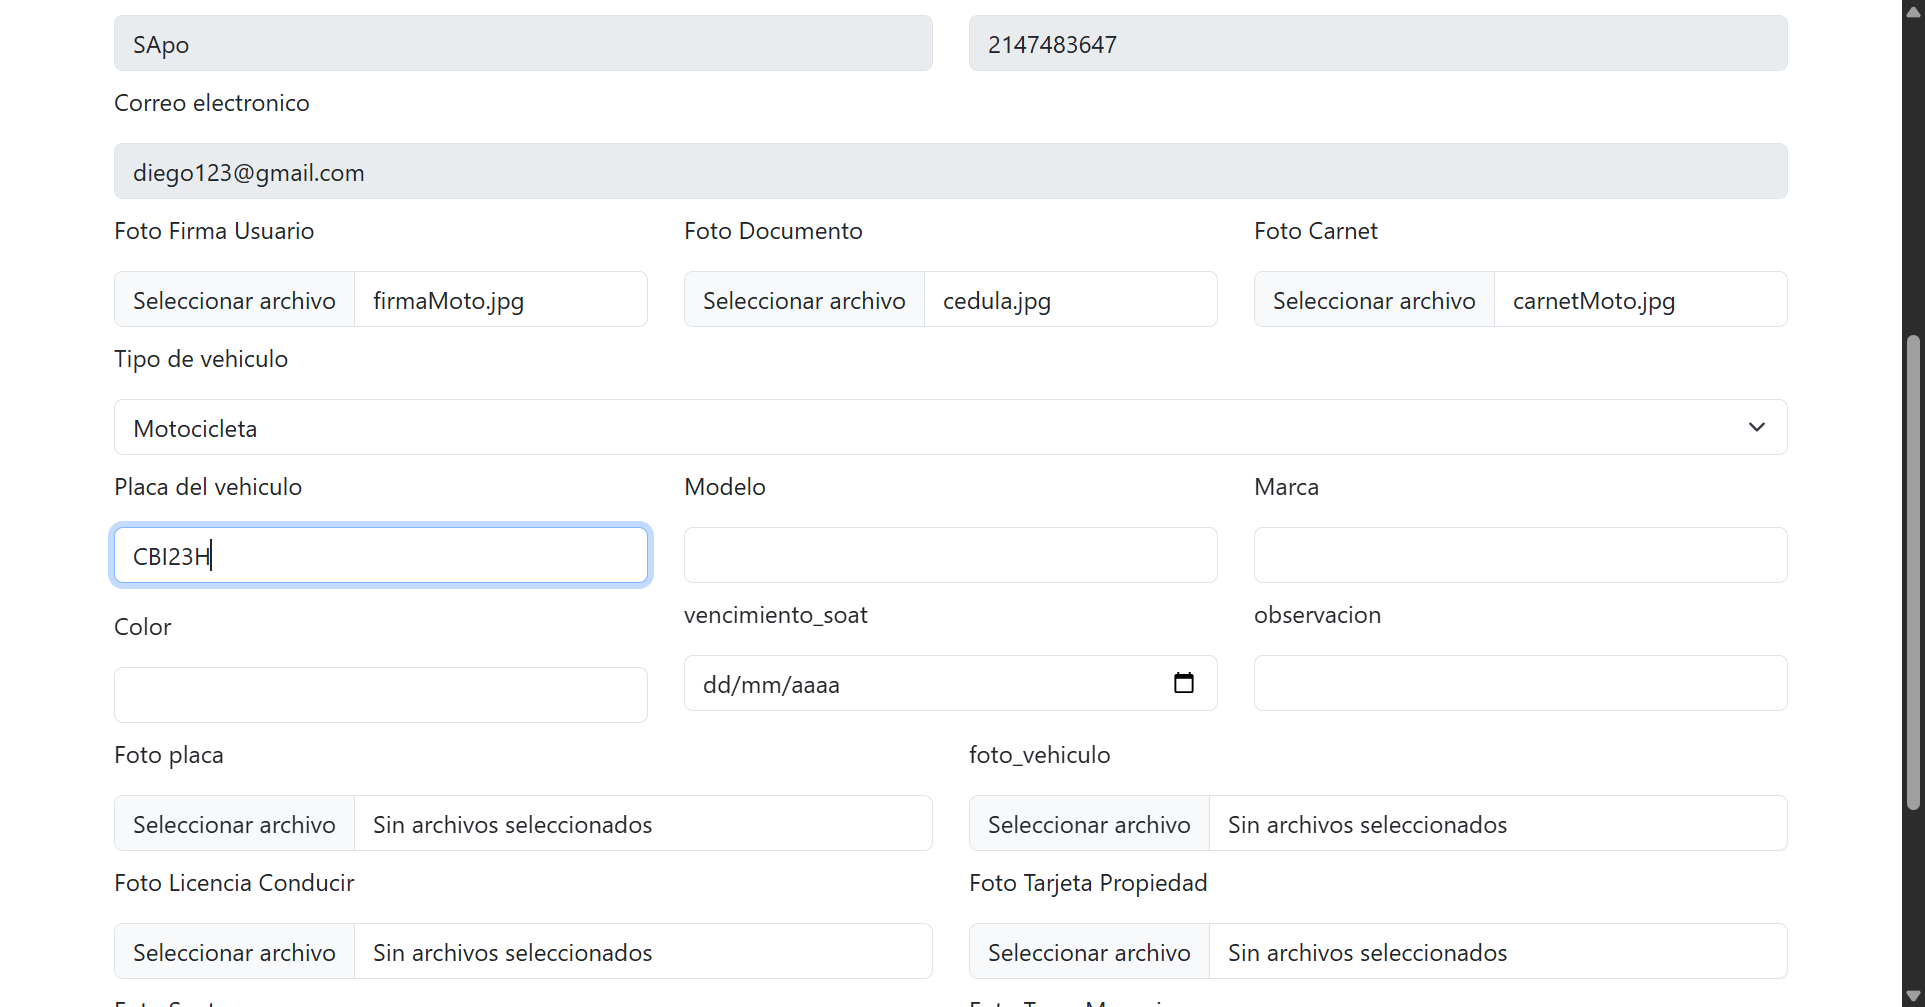 SApo 2147483647
Correo electronico
diego123@gmail.com
Foto Firma Usuario Foto Documento Foto Carnet
Seleccionar archivo firmaMoto.jpg Seleccionar archivo cedula.jpg Seleccionar archivo carnetMoto.jpg
Tipo de vehiculo
Motocicleta
Placa del vehiculo Modelo Marca
CBI23H
Color vencimiento_soat observacion
dd/mm/aaaa
Foto placa foto_vehiculo
Seleccionar archivo Sin archivos seleccionados Seleccionar archivo Sin archivos seleccionados
Foto Licencia Conducir Foto Tarjeta Propiedad
Seleccionar archivo Sin archivos seleccionados Seleccionar archivo Sin archivos seleccionados